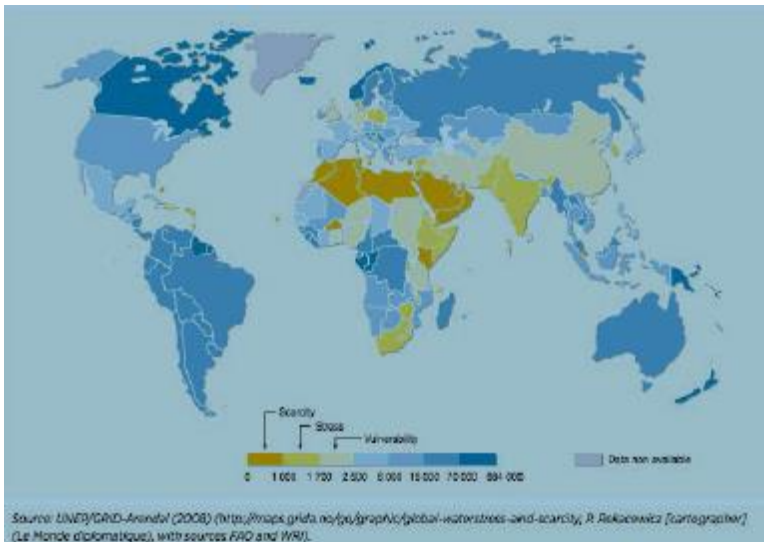 Scarcity
Stress
Vulnerability
0 1 000 1 700 2 500 6 000 15 000 70 000 684 000
Data non available
Source: UNEP/GRID-Arendal (2008) (http://maps.grida.no/go/graphic/global-waterstress-and-scarcity, P. Rekacewicz [cartographer]
(Le Monde diplomatique), with sources FAO and WRI).